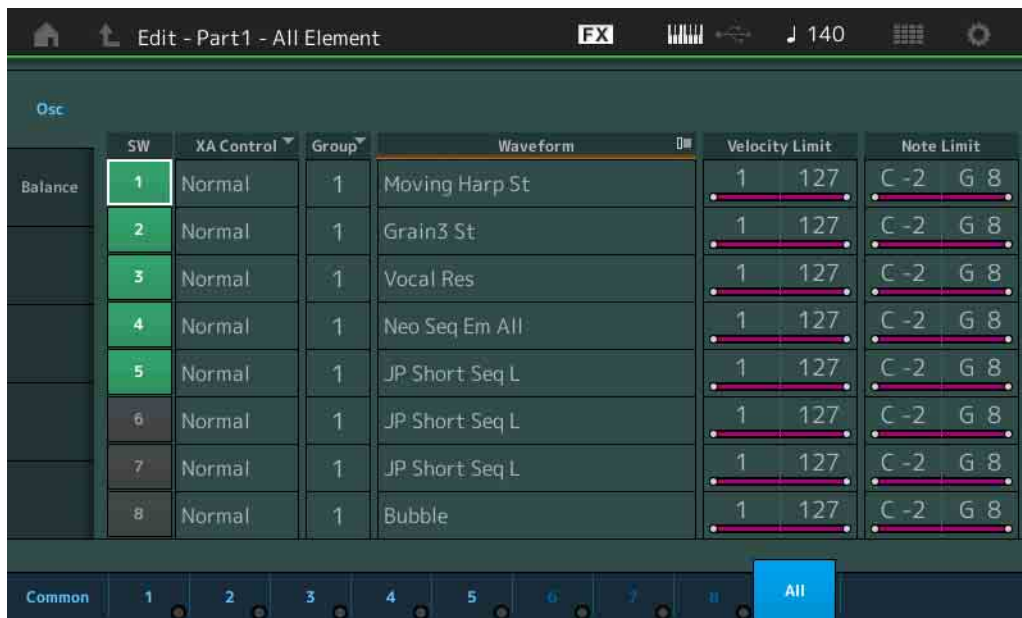 Edit - Part1 - All Element FX ♩ 140
Osc
SW XA Control Group Waveform Velocity Limit Note Limit
Balance 1 Normal 1 Moving Harp St 1 127 C -2 G 8
2 Normal 1 Grain3 St 1 127 C -2 G 8
3 Normal 1 Vocal Res 1 127 C -2 G 8
4 Normal 1 Neo Seq Em All 1 127 C -2 G 8
5 Normal 1 JP Short Seq L 1 127 C -2 G 8
6 Normal 1 JP Short Seq L 1 127 C -2 G 8
7 Normal 1 JP Short Seq L 1 127 C -2 G 8
8 Normal 1 Bubble 1 127 C -2 G 8
Common 1 2 3 4 5 6 7 8 All